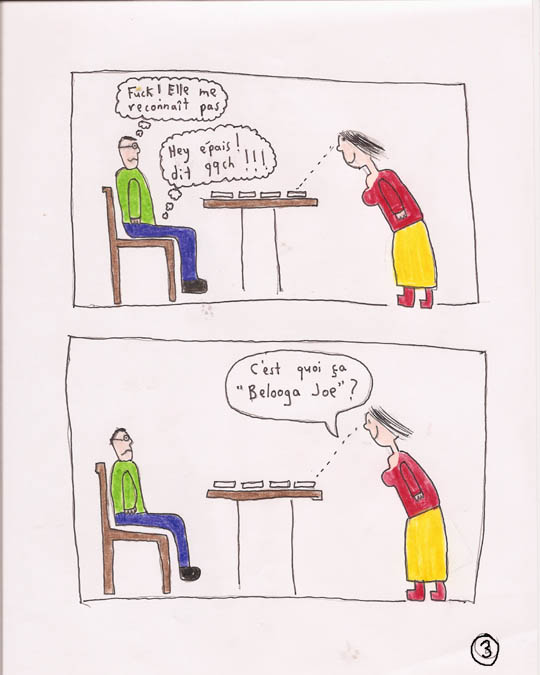 Fuck! Elle me
reconnaît pas
Hey épais!
dit qqch !!!
C'est quoi ça
"Belooga Joe"?
3